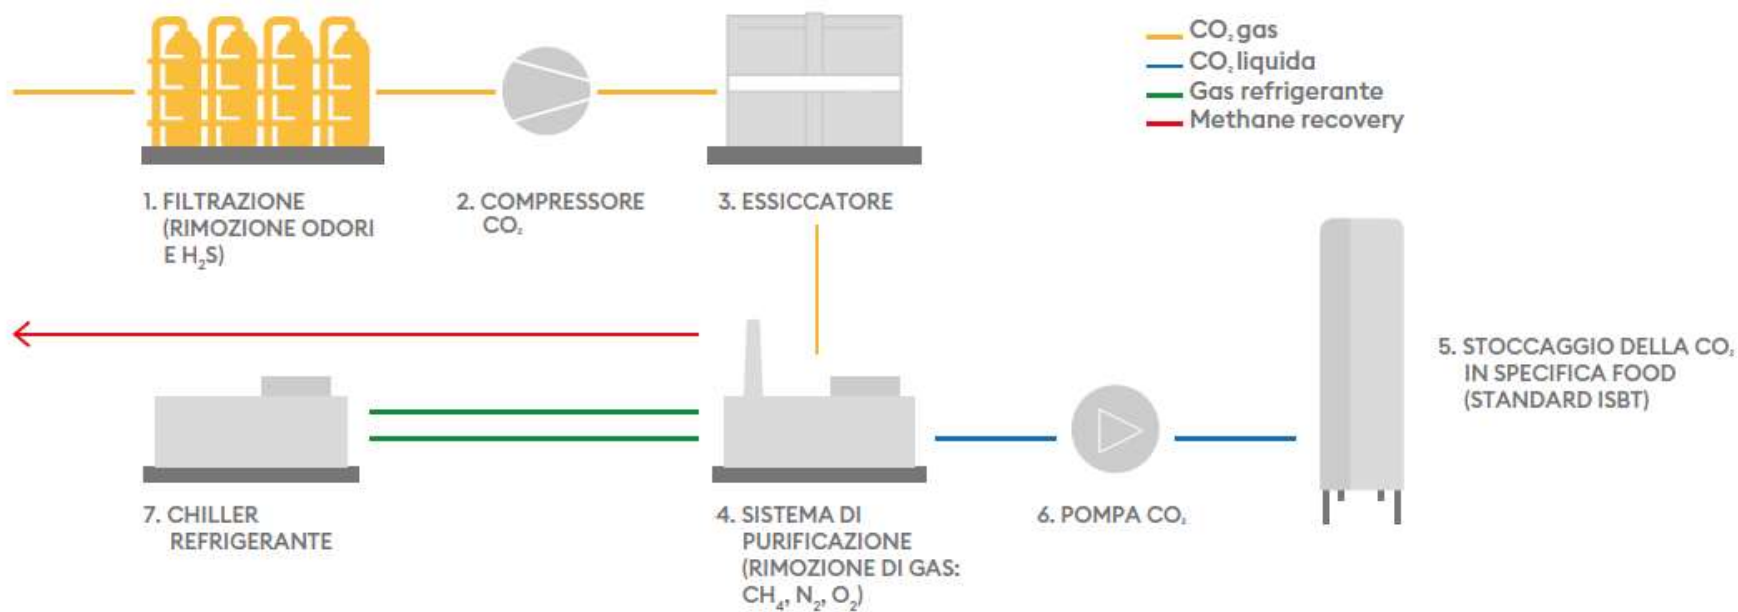 CO₂ gas
CO₂ liquida
Gas refrigerante
Methane recovery
1. FILTRAZIONE
(RIMOZIONE ODORI
E H₂S)
2. COMPRESSORE
CO₂
3. ESSICCATORE
5. STOCCAGGIO DELLA CO₂
IN SPECIFICA FOOD
(STANDARD ISBT)
7. CHILLER
REFRIGERANTE
4. SISTEMA DI
PURIFICAZIONE
(RIMOZIONE DI GAS:
CH₄, N₂, O₂)
6. POMPA CO₂